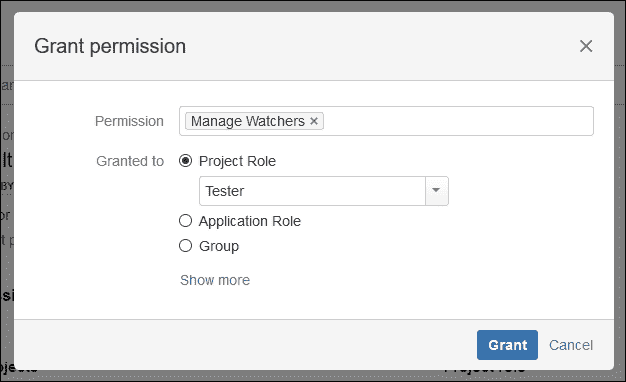 Grant permission
Permission Manage Watchers ×
Granted to Project Role
Tester
Application Role
Group
Show more
Grant Cancel